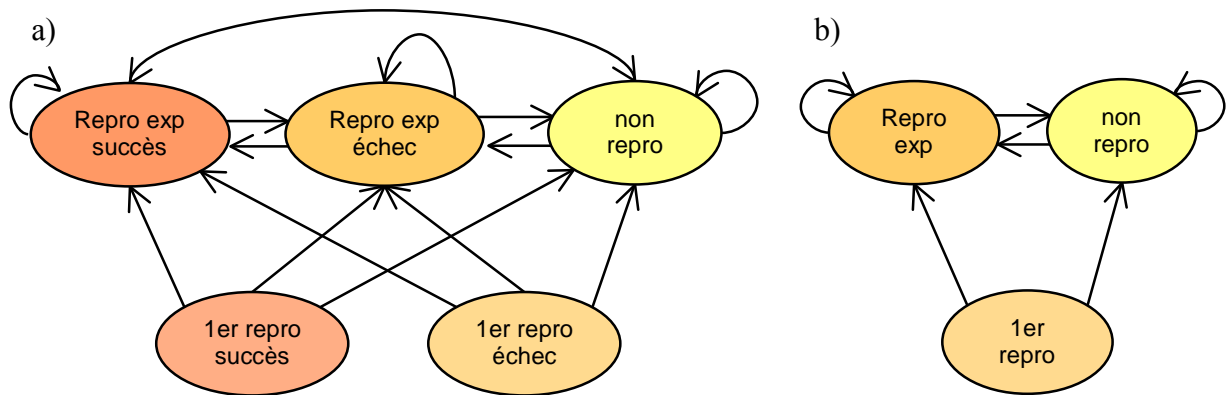 a)
Repro exp
succès
Repro exp
échec
non
repro
1er repro
succès
1er repro
échec
b)
Repro
exp
non
repro
1er
repro